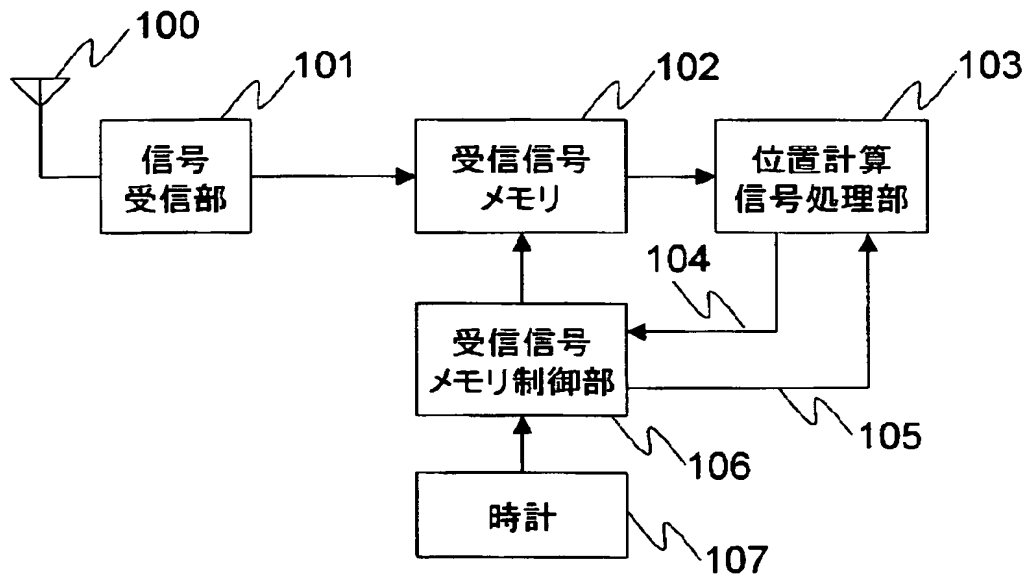 100
101
102
103
信号
受信部
受信信号
メモリ
位置計算
信号処理部
104
受信信号
メモリ制御部
105
106
時計
107